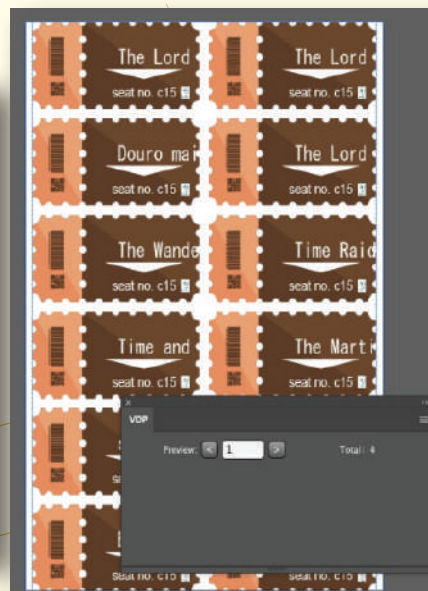 The Lord
seat no. c15
The Lord
seat no. c15
Douro mai
seat no. c15
The Lord
seat no. c15
The Wande
seat no. c15
Time Raid
seat no. c15
Time and
seat no. c15
The Marti
seat no. c15
VDP
Preview: < 1 > Total: 4
seat no. c15
seat no. c15